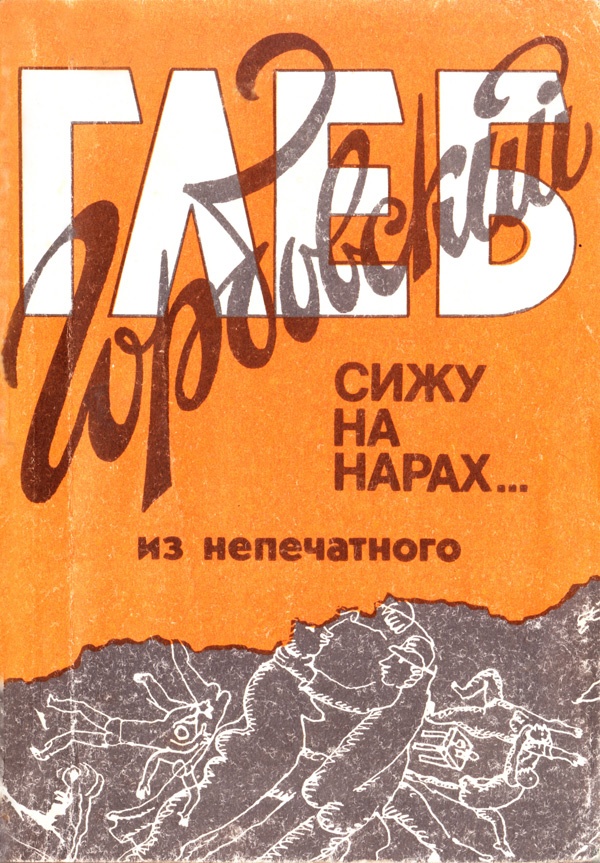 ГЛЕБ
Горбовский
СИЖУ
НА
НАРАХ...
из непечатного